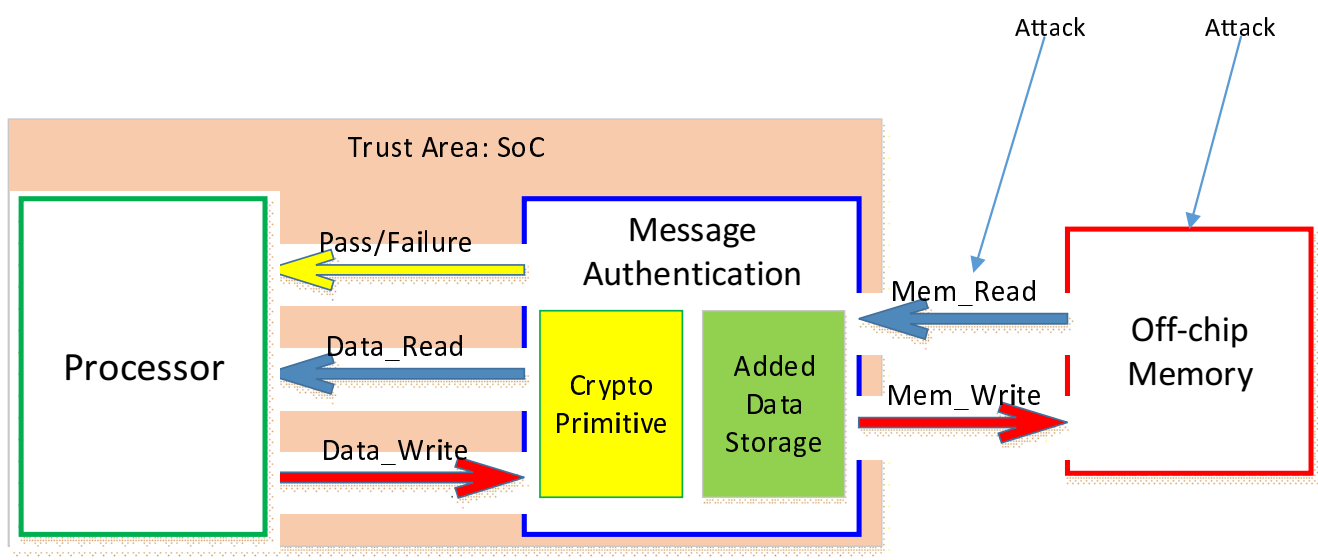 Attack
Attack
Trust Area: SoC
Processor
Pass/Failure
Data_Read
Data_Write
Message
Authentication
Crypto
Primitive
Added
Data
Storage
Mem_Read
Mem_Write
Off-chip
Memory